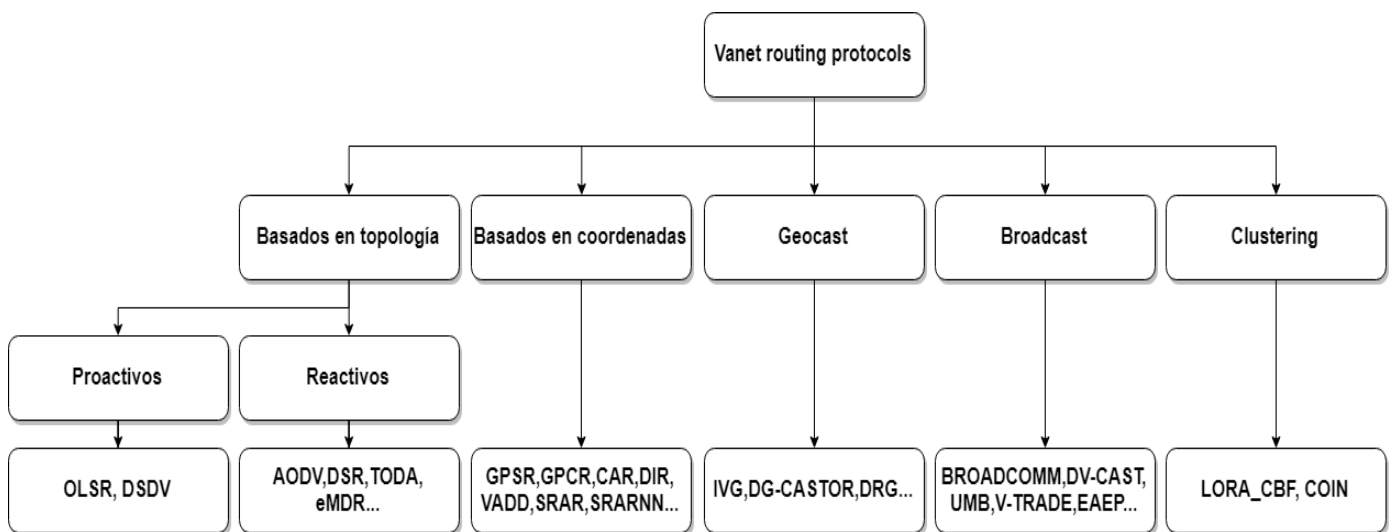 Vanet routing protocols
Basados en topología
Basados en coordenadas
Geocast
Broadcast
Clustering
Proactivos
Reactivos
OLSR, DSDV
AODV,DSR,TODA,
eMDR...
GPSR,GPCR,CAR,DIR,
VADD,SRAR,SRARNN...
IVG,DG-CASTOR,DRG...
BROADCOMM,DV-CAST,
UMB,V-TRADE,EAEP...
LORA_CBF, COIN